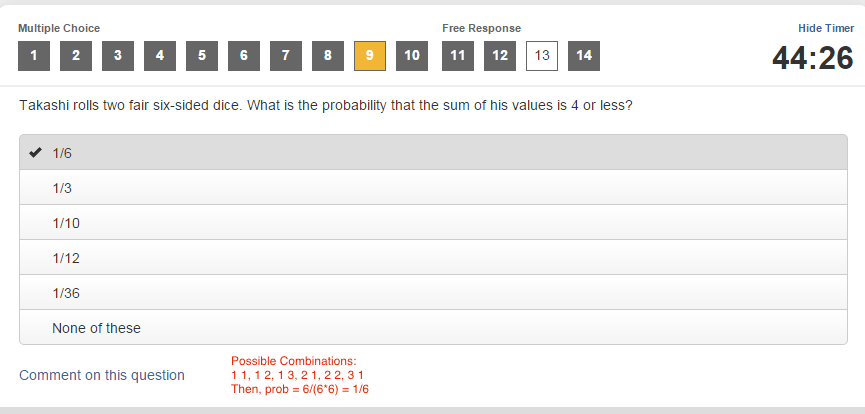 Multiple Choice Free Response Hide Timer
1 2 3 4 5 6 7 8 9 10 11 12 13 14 44:26
Takashi rolls two fair six-sided dice. What is the probability that the sum of his values is 4 or less?
1/6
1/3
1/10
1/12
1/36
None of these
Comment on this question
Possible Combinations:
1 1, 1 2, 1 3, 2 1, 2 2, 3 1
Then, prob = 6/(6*6) = 1/6